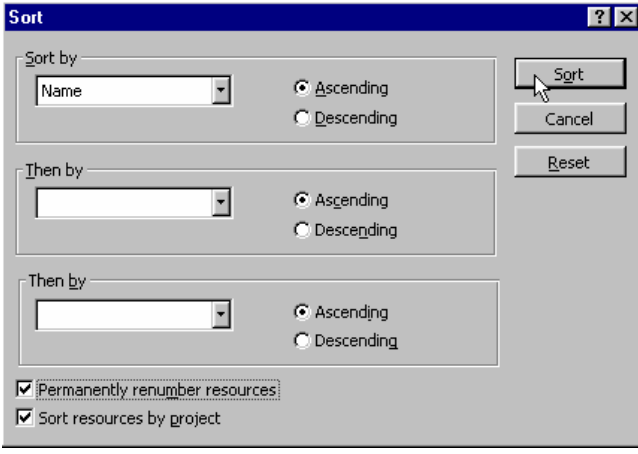 Sort
Sort by
Name
Ascending
Descending
Sort
Cancel
Reset
Then by
Ascending
Descending
Then by
Ascending
Descending
Permanently renumber resources
Sort resources by project